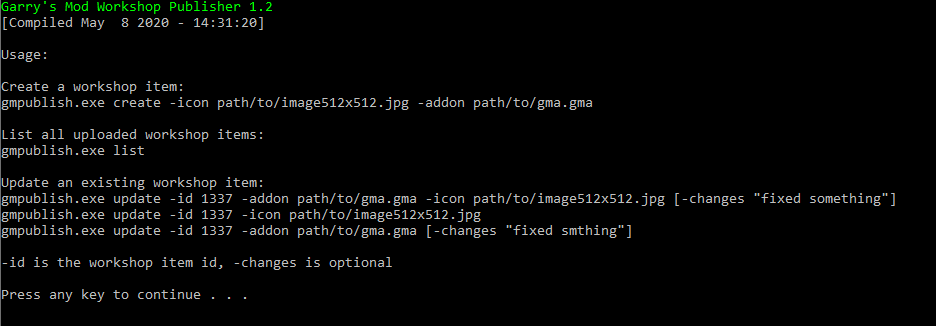 Garry's Mod Workshop Publisher 1.2
[Compiled May  8 2020 - 14:31:20]
Usage:
Create a workshop item:
gmpublish.exe create -icon path/to/image512x512.jpg -addon path/to/gma.gma
List all uploaded workshop items:
gmpublish.exe list
Update an existing workshop item:
gmpublish.exe update -id 1337 -addon path/to/gma.gma -icon path/to/image512x512.jpg [-changes "fixed something"]
gmpublish.exe update -id 1337 -icon path/to/image512x512.jpg
gmpublish.exe update -id 1337 -addon path/to/gma.gma [-changes "fixed smthing"]
-id is the workshop item id, -changes is optional
Press any key to continue . . .